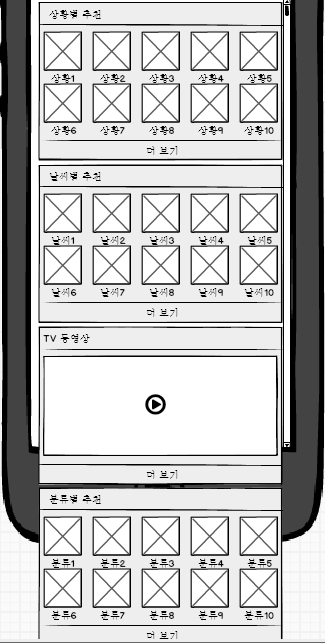 상황별 추천
상황1 상황2 상황3 상황4 상황5
상황6 상황7 상황8 상황9 상황10
더 보기
날씨별 추천
날씨1 날씨2 날씨3 날씨4 날씨5
날씨6 날씨7 날씨8 날씨9 날씨10
더 보기
TV 동영상
더 보기
분류별 추천
분류1 분류2 분류3 분류4 분류5
분류6 분류7 분류8 분류9 분류10
더 보기